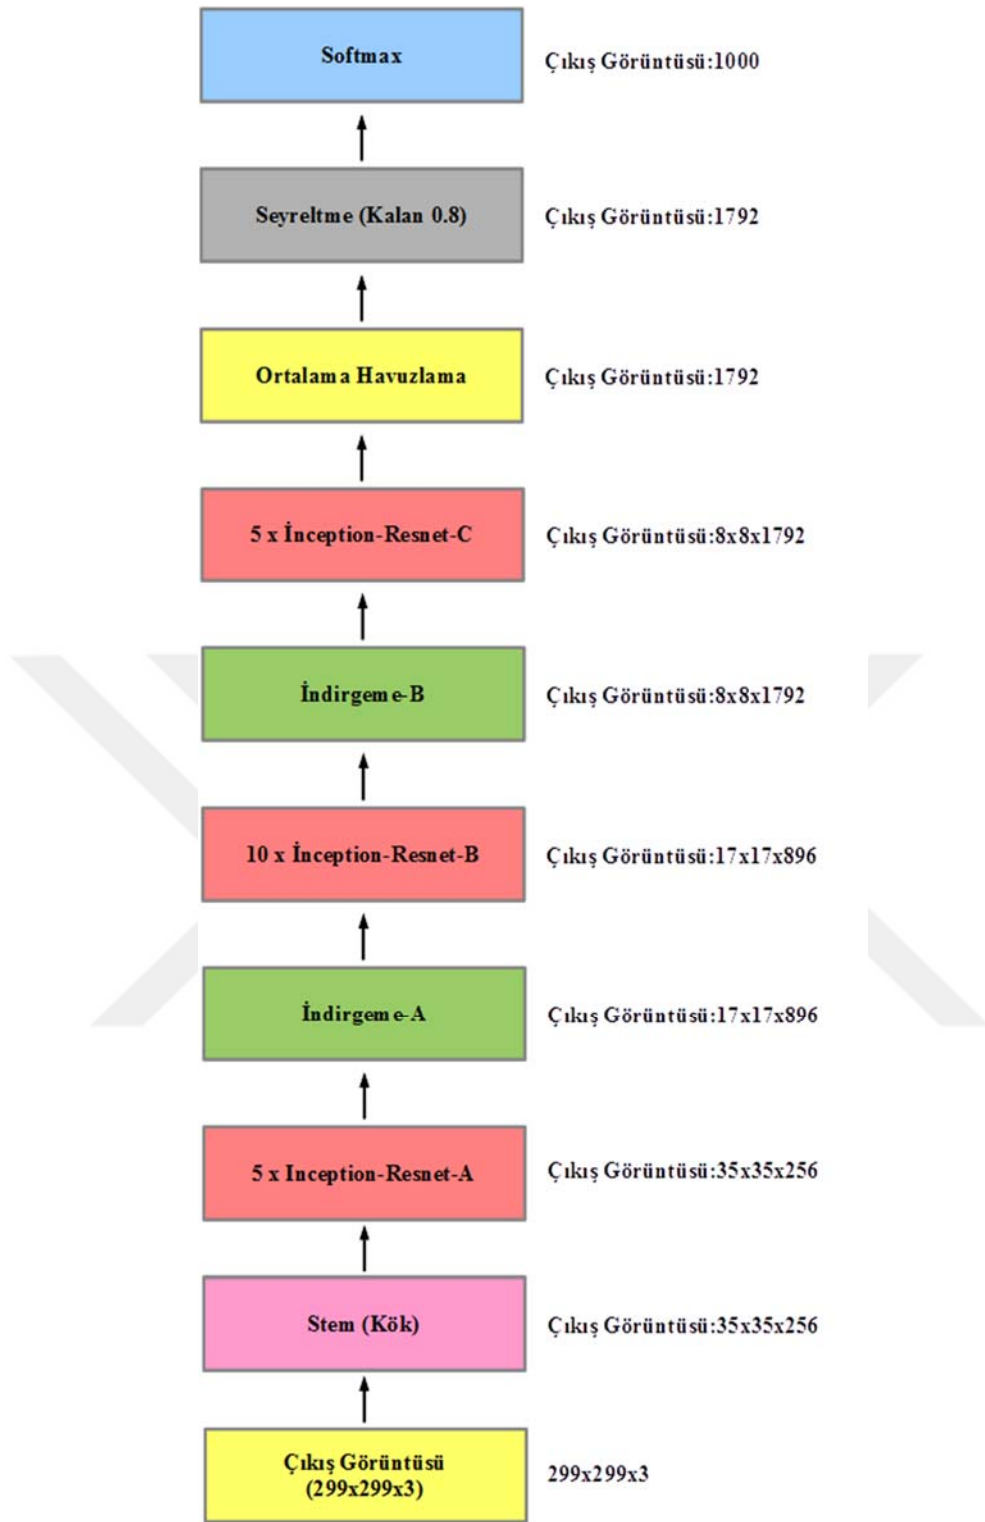 Softmax
Çıkış Görüntüsü:1000
Seyreltme (Kalan 0.8)
Çıkış Görüntüsü:1792
Ortalama Havuzlama
Çıkış Görüntüsü:1792
5 x İnception-Resnet-C
Çıkış Görüntüsü:8x8x1792
İndirgeme-B
Çıkış Görüntüsü:8x8x1792
10 x İnception-Resnet-B
Çıkış Görüntüsü:17x17x896
İndirgeme-A
Çıkış Görüntüsü:17x17x896
5 x Inception-Resnet-A
Çıkış Görüntüsü:35x35x256
Stem (Kök)
Çıkış Görüntüsü:35x35x256
Çıkış Görüntüsü
(299x299x3)
299x299x3